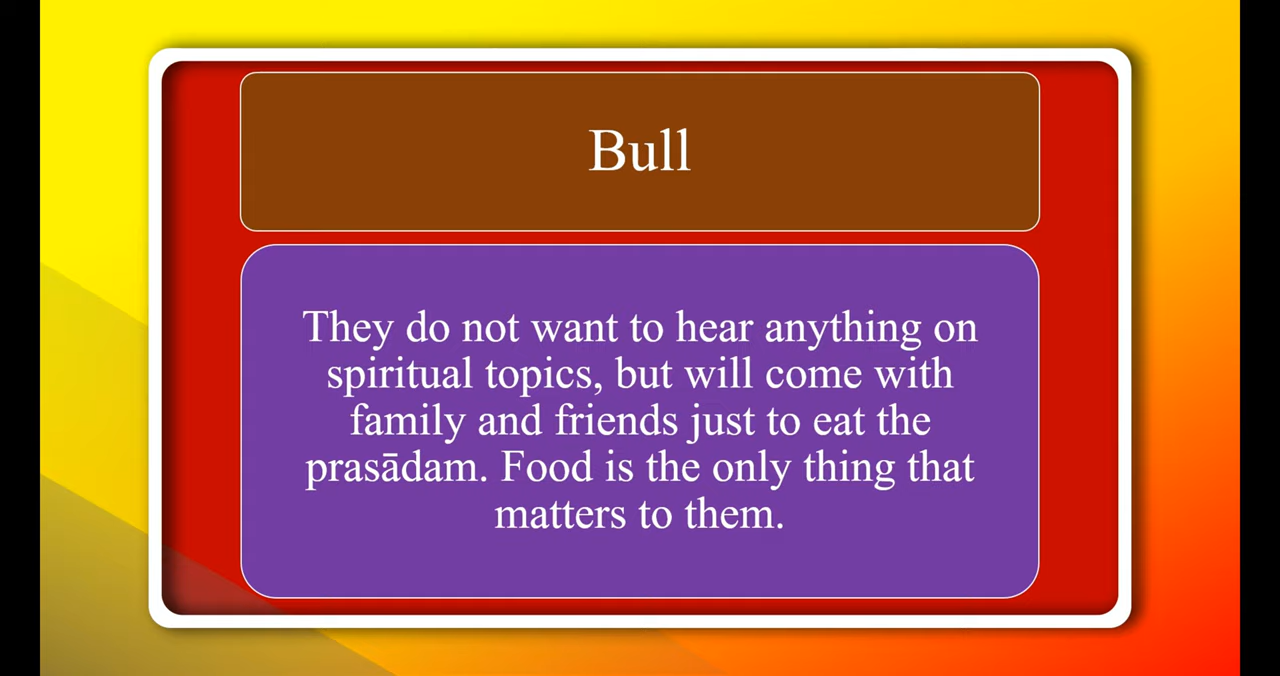 Bull
They do not want to hear anything on
spiritual topics, but will come with
family and friends just to eat the
prasādam. Food is the only thing that
matters to them.